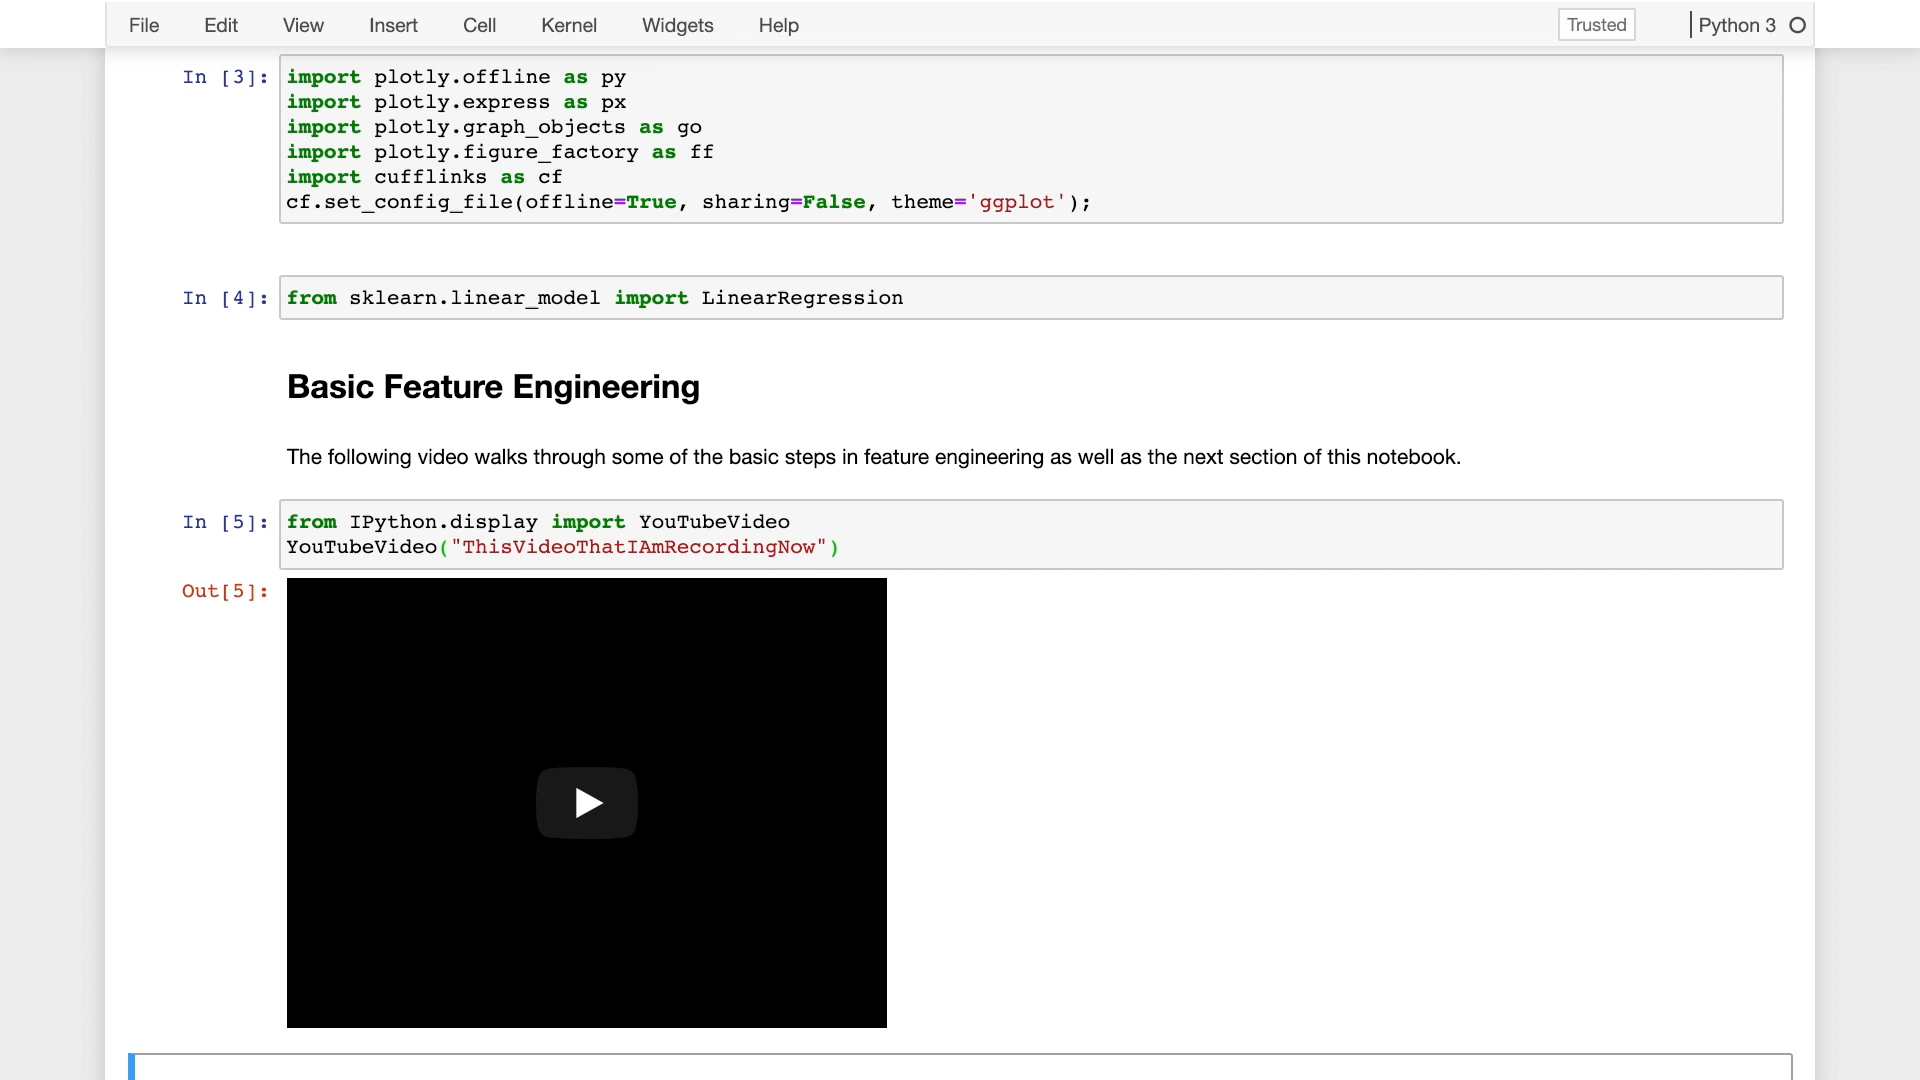 File Edit View Insert Cell Kernel Widgets Help Trusted Python 3
In [3]: import plotly.offline as py
import plotly.express as px
import plotly.graph_objects as go
import plotly.figure_factory as ff
import cufflinks as cf
cf.set_config_file(offline=True, sharing=False, theme='ggplot');
In [4]: from sklearn.linear_model import LinearRegression
Basic Feature Engineering
The following video walks through some of the basic steps in feature engineering as well as the next section of this notebook.
In [5]: from IPython.display import YouTubeVideo
YouTubeVideo("ThisVideoThatIAmRecordingNow")
Out[5]: